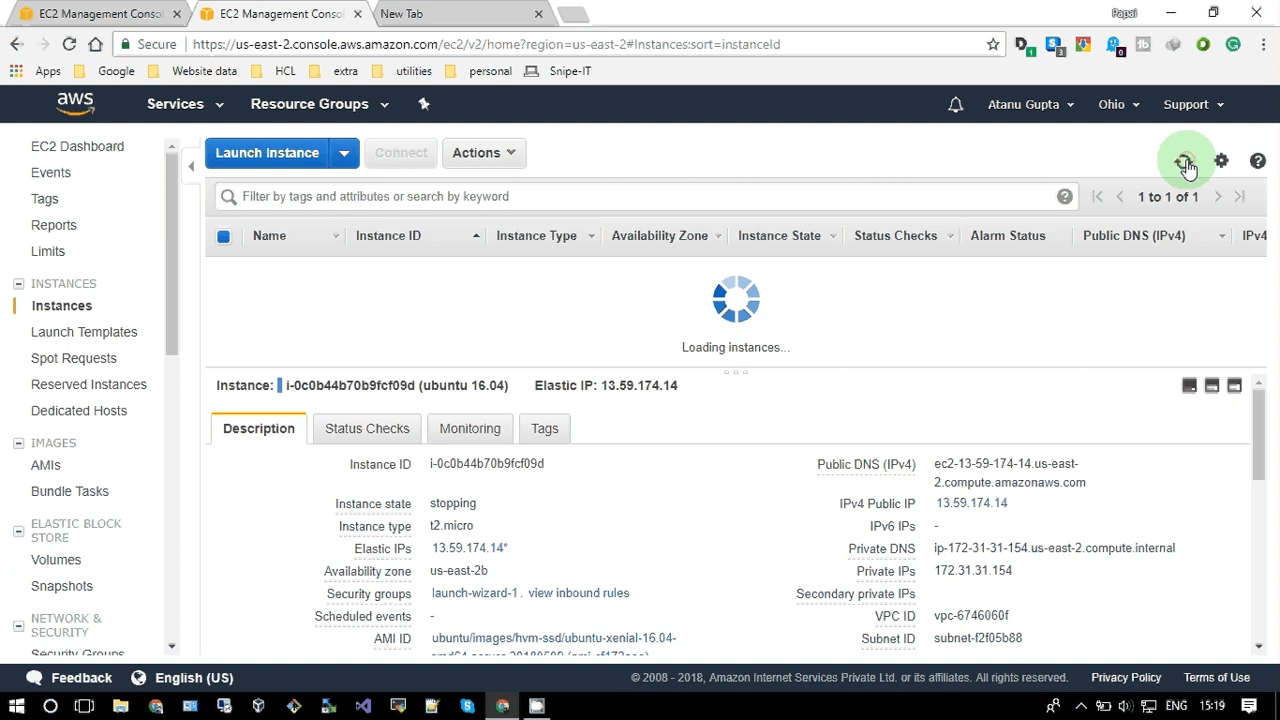 EC2 Management Conso
EC2 Management Conso
New Tab
Papai
Secure
https://us-east-2.console.aws.amazon.com/ec2/v2/home?region=us-east-2#Instances:sort=instanceId
Apps
Google
Website data
HCL
extra
utilities
personal
Snipe-IT
aws
Services
Resource Groups
Atanu Gupta
Ohio
Support
EC2 Dashboard
Events
Tags
Reports
Limits
INSTANCES
Instances
Launch Templates
Spot Requests
Reserved Instances
Dedicated Hosts
IMAGES
AMIs
Bundle Tasks
ELASTIC BLOCK
STORE
Volumes
Snapshots
NETWORK &
SECURITY
Security Groups
Launch Instance
Connect
Actions
Filter by tags and attributes or search by keyword
1 to 1 of 1
Name
Instance ID
Instance Type
Availability Zone
Instance State
Status Checks
Alarm Status
Public DNS (IPv4)
IPv4
Loading instances...
Instance: i-0c0b44b70b9fcf09d (ubuntu 16.04) Elastic IP: 13.59.174.14
Description
Status Checks
Monitoring
Tags
Instance ID i-0c0b44b70b9fcf09d
Instance state stopping
Instance type t2.micro
Elastic IPs 13.59.174.14*
Availability zone us-east-2b
Security groups launch-wizard-1. view inbound rules
Scheduled events -
AMI ID ubuntu/images/hvm-ssd/ubuntu-xenial-16.04-
Public DNS (IPv4) ec2-13-59-174-14.us-east-
2.compute.amazonaws.com
IPv4 Public IP 13.59.174.14
IPv6 IPs -
Private DNS ip-172-31-31-154.us-east-2.compute.internal
Private IPs 172.31.31.154
Secondary private IPs
VPC ID vpc-6746060f
Subnet ID subnet-f2f05b88
Feedback
English (US)
© 2008 - 2018, Amazon Internet Services Private Ltd. or its affiliates. All rights reserved.
Privacy Policy
Terms of Use
ENG
15:19